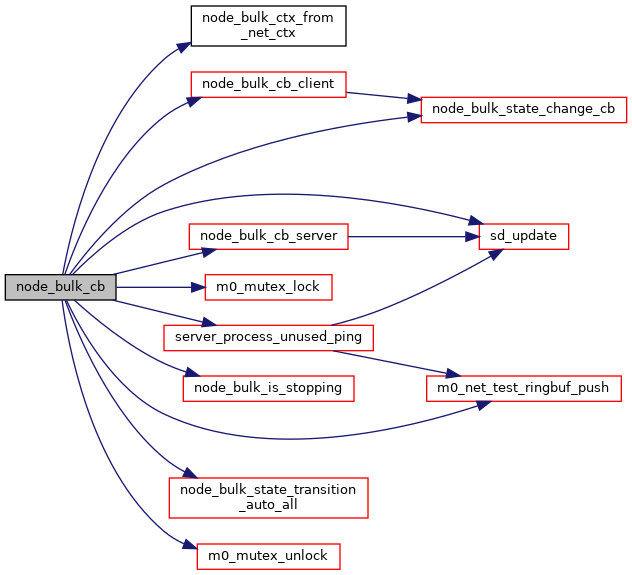 node_bulk_ctx_from
_net_ctx
node_bulk_cb_client
node_bulk_state_change_cb
node_bulk_cb_server
sd_update
node_bulk_cb
m0_mutex_lock
server_process_unused_ping
node_bulk_is_stopping
m0_net_test_ringbuf_push
node_bulk_state_transition
_auto_all
m0_mutex_unlock